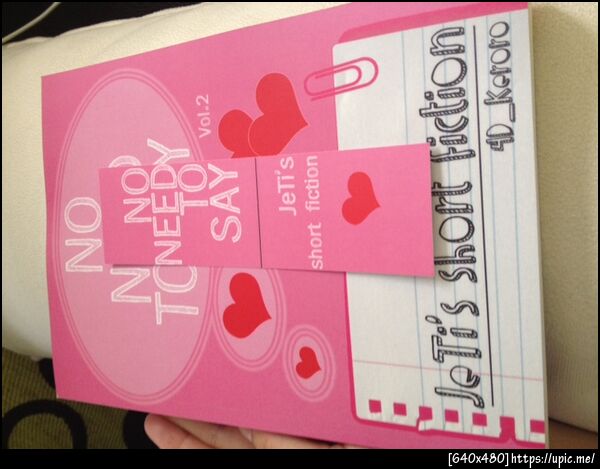 NO
TO
Vol.2
NO
NEEDY
TO
SAY
JeTi's
short fiction
JeTi's short fiction
4D_Keroro
[640x480]https://upic.me/